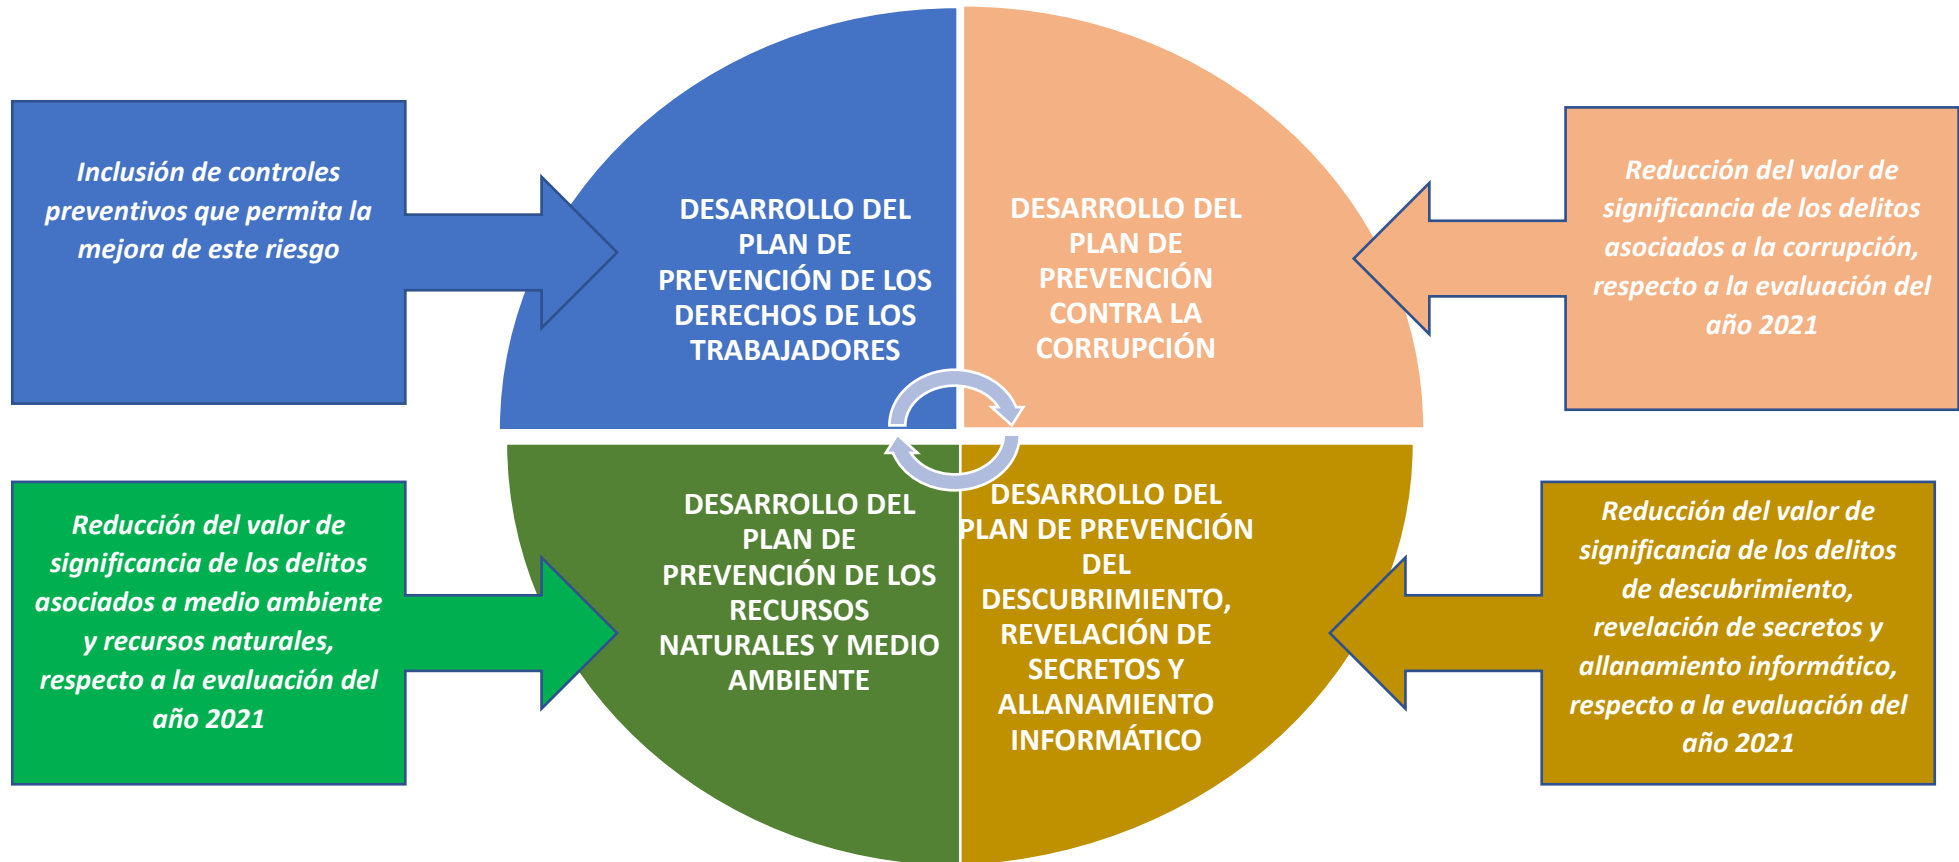 Inclusión de controles
preventivos que permita la
mejora de este riesgo
DESARROLLO DEL
PLAN DE
PREVENCIÓN DE LOS
DERECHOS DE LOS
TRABAJADORES
DESARROLLO DEL
PLAN DE
PREVENCIÓN
CONTRA LA
CORRUPCIÓN
Reducción del valor de
significancia de los delitos
asociados a la corrupción,
respecto a la evaluación del
año 2021
Reducción del valor de
significancia de los delitos
asociados a medio ambiente
y recursos naturales,
respecto a la evaluación del
año 2021
DESARROLLO DEL
PLAN DE
PREVENCIÓN DE LOS
RECURSOS
NATURALES Y MEDIO
AMBIENTE
DESARROLLO DEL
PLAN DE PREVENCIÓN
DEL
DESCUBRIMIENTO,
REVELACIÓN DE
SECRETOS Y
ALLANAMIENTO
INFORMÁTICO
Reducción del valor de
significancia de los delitos
de descubrimiento,
revelación de secretos y
allanamiento informático,
respecto a la evaluación del
año 2021